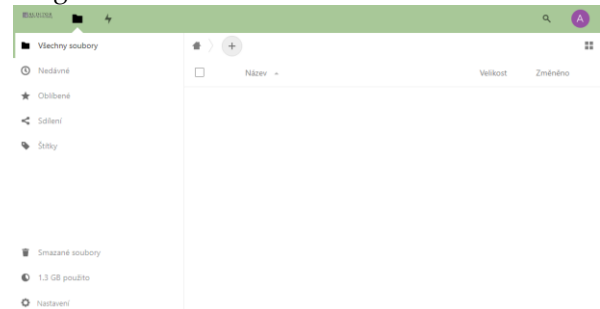 A
Všechny soubory
Nedávné
Oblíbené
Sdílení
Štítky
Název
Velikost
Změněno
Smazané soubory
1.3 GB použito
Nastavení